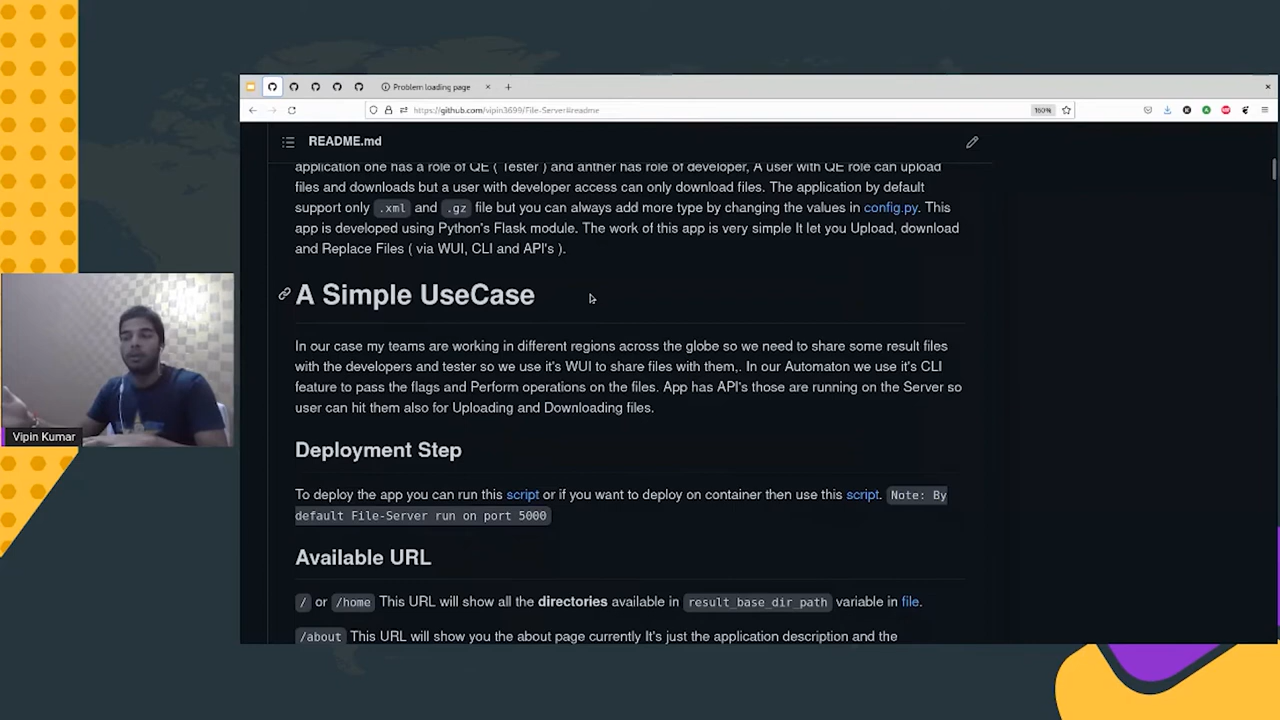 Problem loading page
https://github.com/vipin3699/File-Server#readme
160%
README.md
application one has a role of QE ( Tester ) and anther has role of developer, A user with QE role can upload
files and downloads but a user with developer access can only download files. The application by default
support only .xml and .gz file but you can always add more type by changing the values in config.py. This
app is developed using Python's Flask module. The work of this app is very simple It let you Upload, download
and Replace Files ( via WUI, CLI and API's ).
A Simple UseCase
In our case my teams are working in different regions across the globe so we need to share some result files
with the developers and tester so we use it's WUI to share files with them,. In our Automaton we use it's CLI
feature to pass the flags and Perform operations on the files. App has API's those are running on the Server so
user can hit them also for Uploading and Downloading files.
Vipin Kumar
Deployment Step
To deploy the app you can run this script or if you want to deploy on container then use this script. Note: By
default File-Server run on port 5000
Available URL
/ or /home This URL will show all the directories available in result_base_dir_path variable in file.
/about This URL will show you the about page currently It's just the application description and the